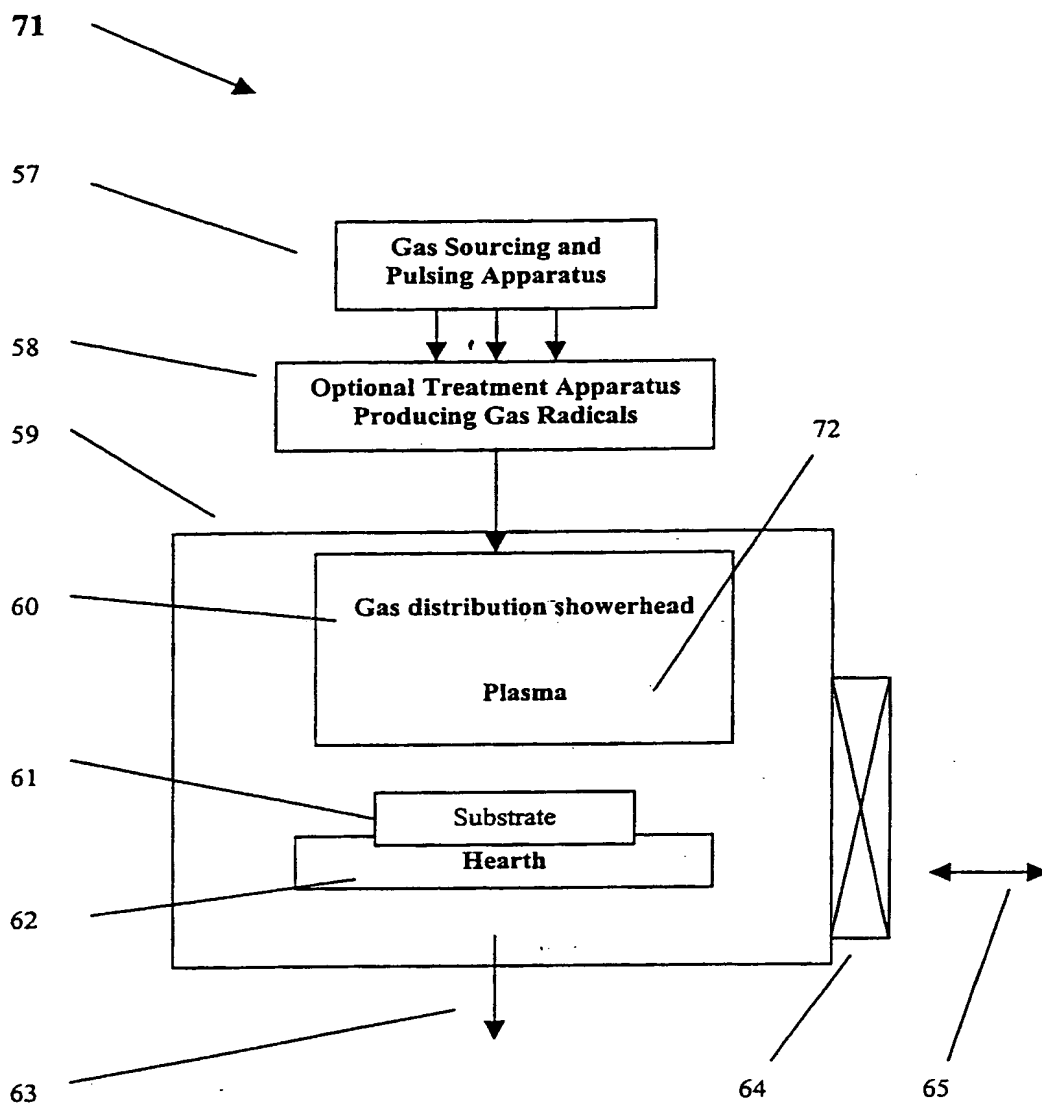 71
57
Gas Sourcing and
Pulsing Apparatus
58
Optional Treatment Apparatus
Producing Gas Radicals
59
72
60
Gas distribution showerhead
Plasma
61
Substrate
Hearth
62
63
64
65